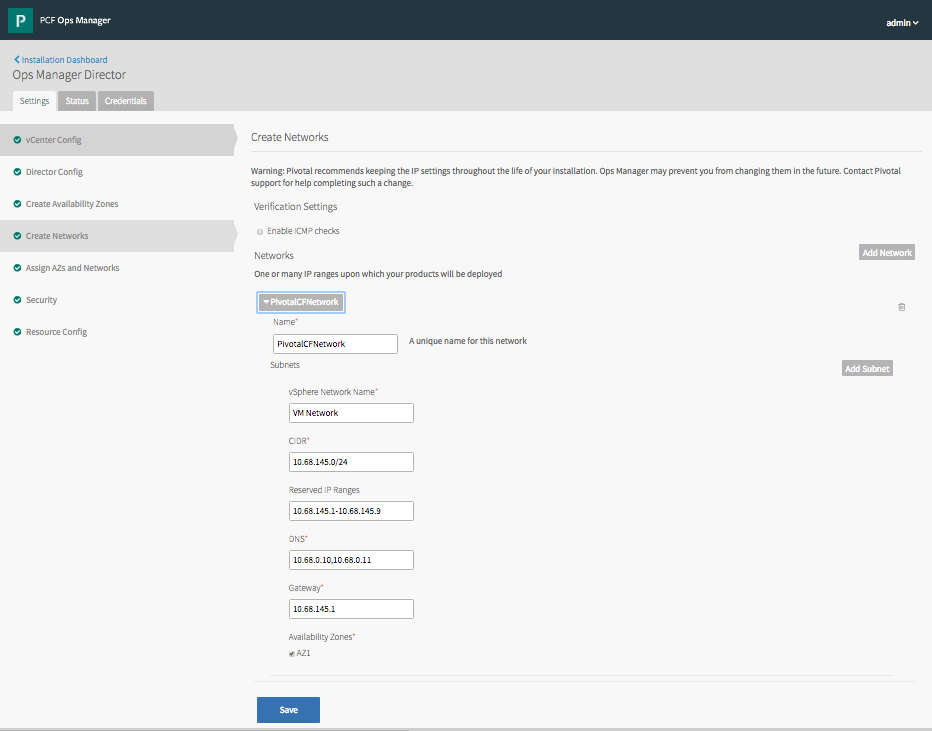 P PCF Ops Manager
admin
Installation Dashboard
Ops Manager Director
Settings Status Credentials
vCenter Config
Director Config
Create Availability Zones
Create Networks
Assign AZs and Networks
Security
Resource Config
Create Networks
Warning: Pivotal recommends keeping the IP settings throughout the life of your installation. Ops Manager may prevent you from changing them in the future. Contact Pivotal
support for help completing such a change.
Verification Settings
Enable ICMP checks
Networks
Add Network
One or many IP ranges upon which your products will be deployed
PivotalCFNetwork
Name*
PivotalCFNetwork
A unique name for this network
Subnets
Add Subnet
vSphere Network Name*
VM Network
CIDR*
10.68.145.0/24
Reserved IP Ranges
10.68.145.1-10.68.145.9
DNS*
10.68.0.10,10.68.0.11
Gateway*
10.68.145.1
Availability Zones*
AZ1
Save